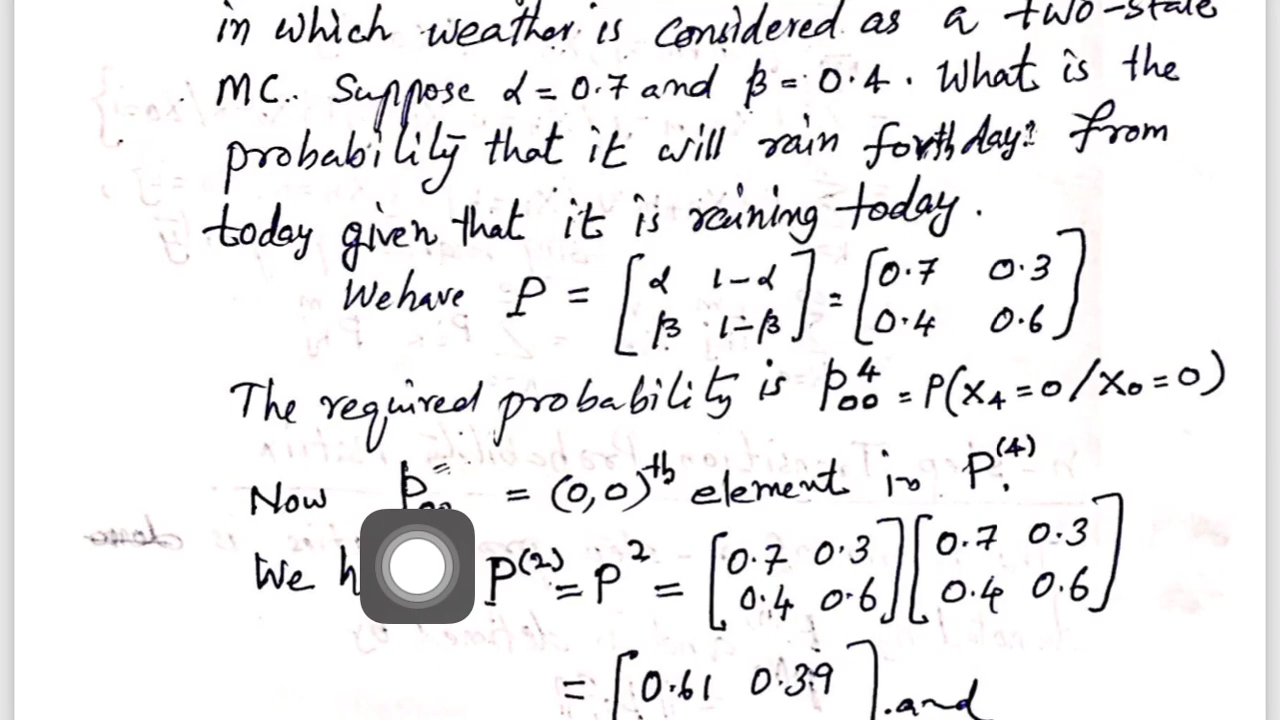 in which weather is considered as a two-state
MC. Suppose α = 0.7 and β = 0.4. What is the
probability that it will rain forth day? from
today given that it is raining today.
We have P = [α 1-α; β 1-β] = [0.7 0.3; 0.4 0.6]
The required probability is p⁴₀₀ = P(X₄=0/X₀=0)
Now p₀₀ = (0,0)th element in P⁽⁴⁾.
We h P⁽²⁾ = P² = [0.7 0.3; 0.4 0.6] [0.7 0.3; 0.4 0.6]
= [0.61 0.39] .and